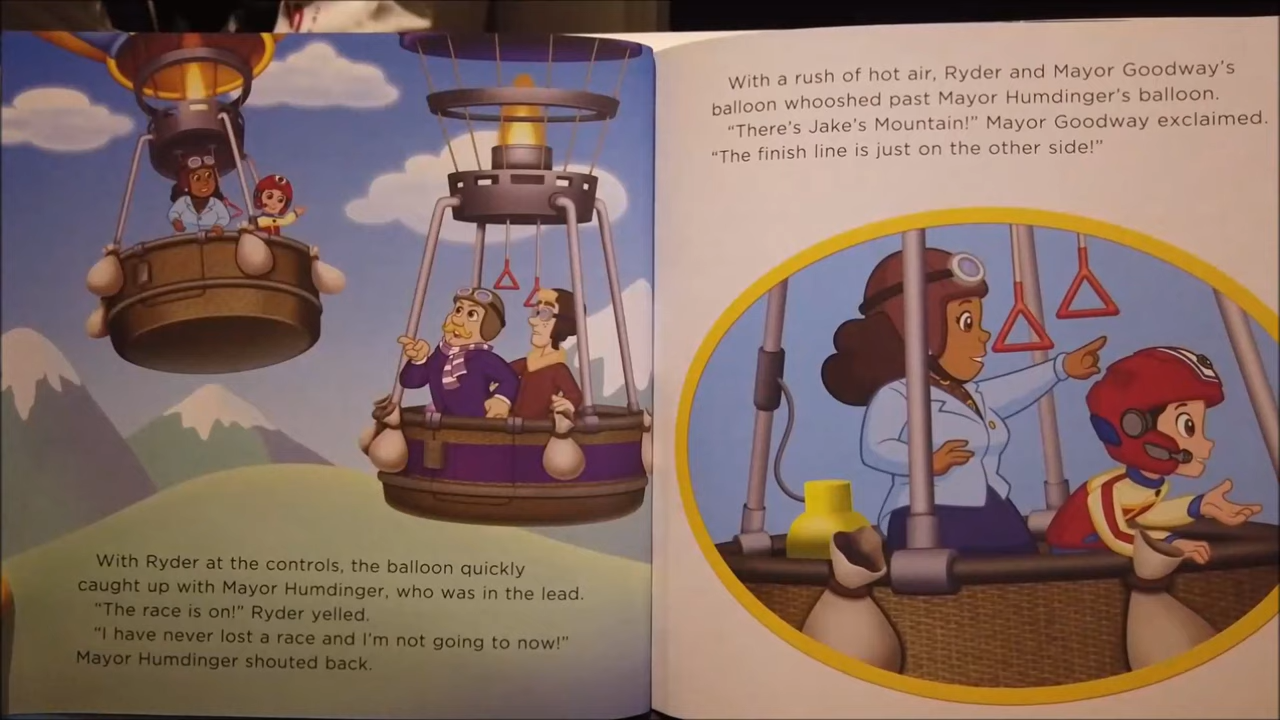 With Ryder at the controls, the balloon quickly
caught up with Mayor Humdinger, who was in the lead.
"The race is on!" Ryder yelled.
"I have never lost a race and I'm not going to now!"
Mayor Humdinger shouted back.
With a rush of hot air, Ryder and Mayor Goodway's
balloon whooshed past Mayor Humdinger's balloon.
"There's Jake's Mountain!" Mayor Goodway exclaimed.
"The finish line is just on the other side!"